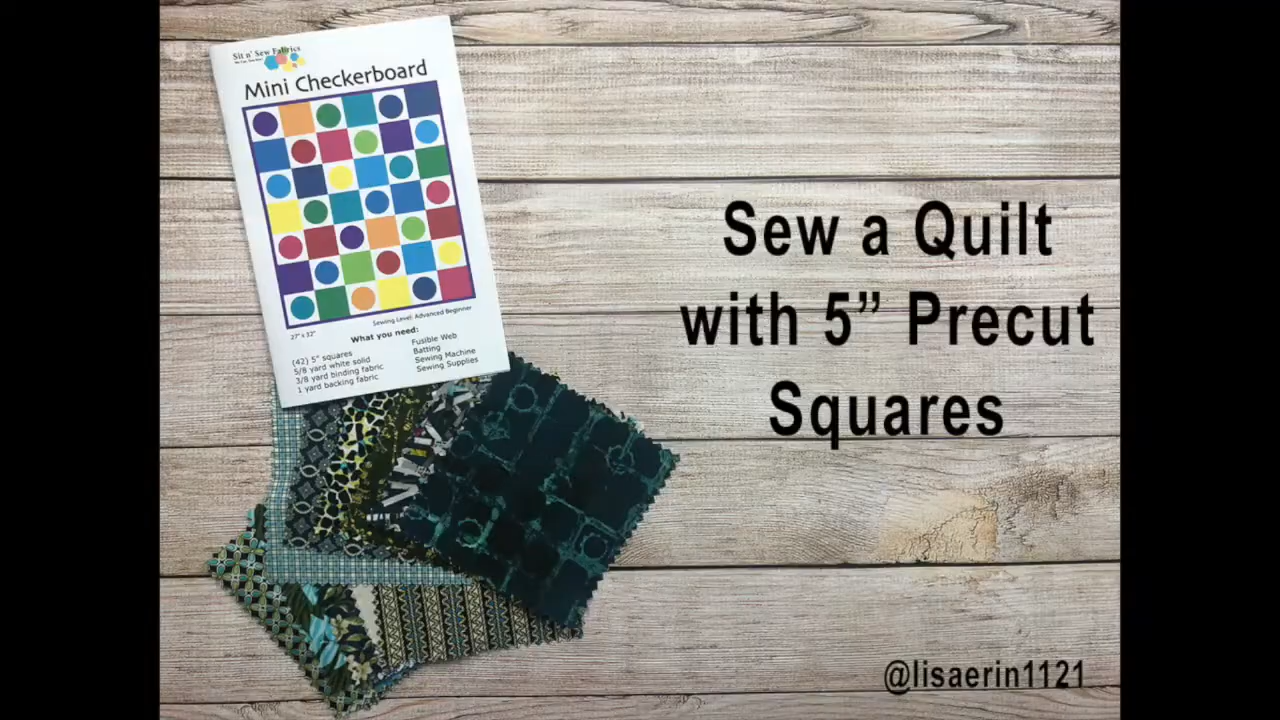 Sit n' Sew Fabrics
Mini Checkerboard
27" x 32"
Sewing Level: Advanced Beginner
What you need:
(42) 5" squares
5/8 yard white solid
3/8 yard binding fabric
1 yard backing fabric
Fusible Web
Batting
Sewing Machine
Sewing Supplies
Sew a Quilt
with 5” Precut
Squares
@lisaerin1121